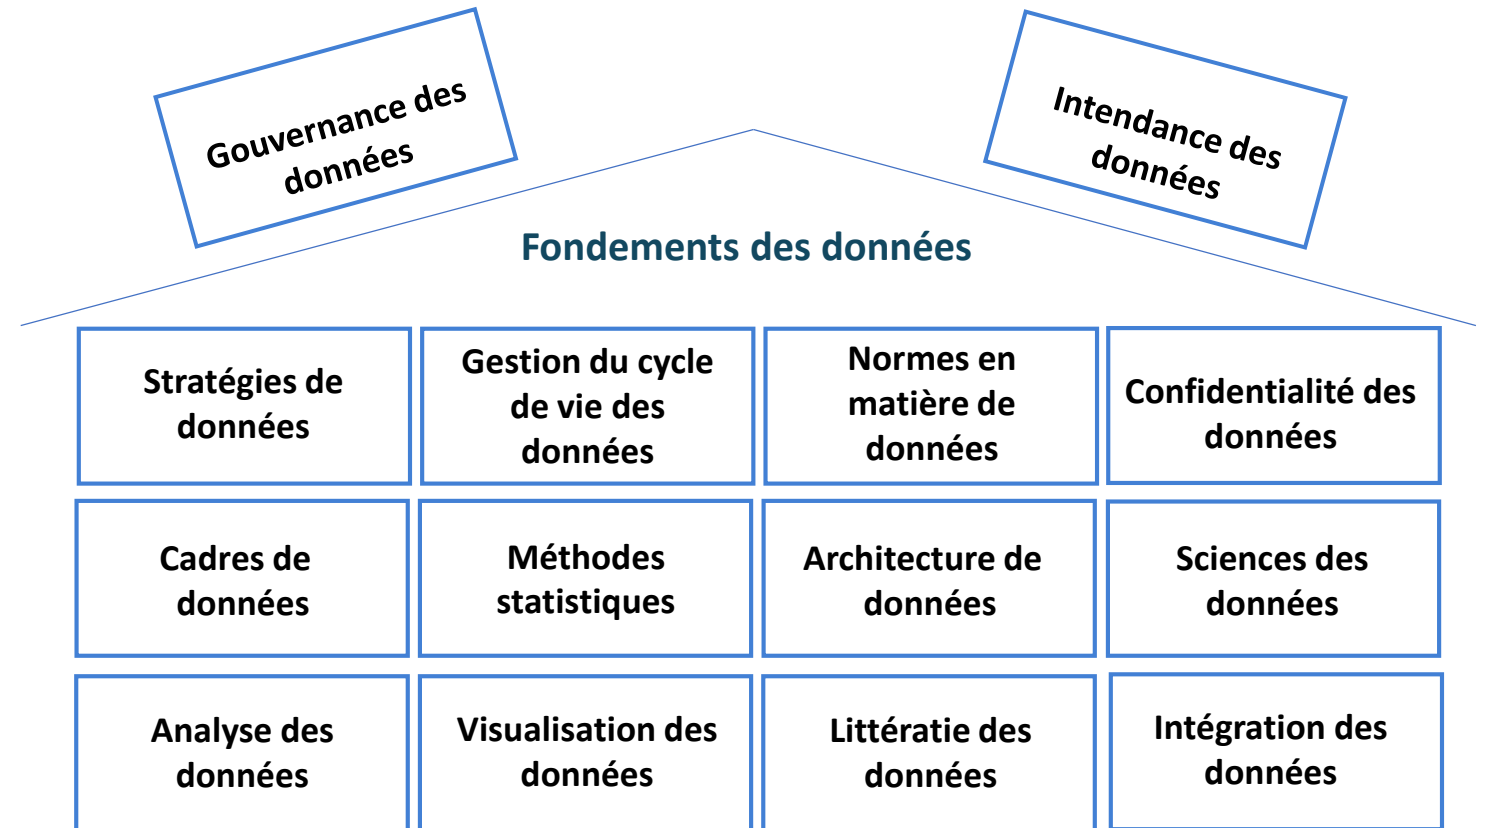 Gouvernance des
données
Intendance des
données
Fondements des données
Stratégies de
données
Gestion du cycle
de vie des
données
Normes en
matière de
données
Confidentialité des
données
Cadres de
données
Méthodes
statistiques
Architecture de
données
Sciences des
données
Analyse des
données
Visualisation des
données
Littératie des
données
Intégration des
données